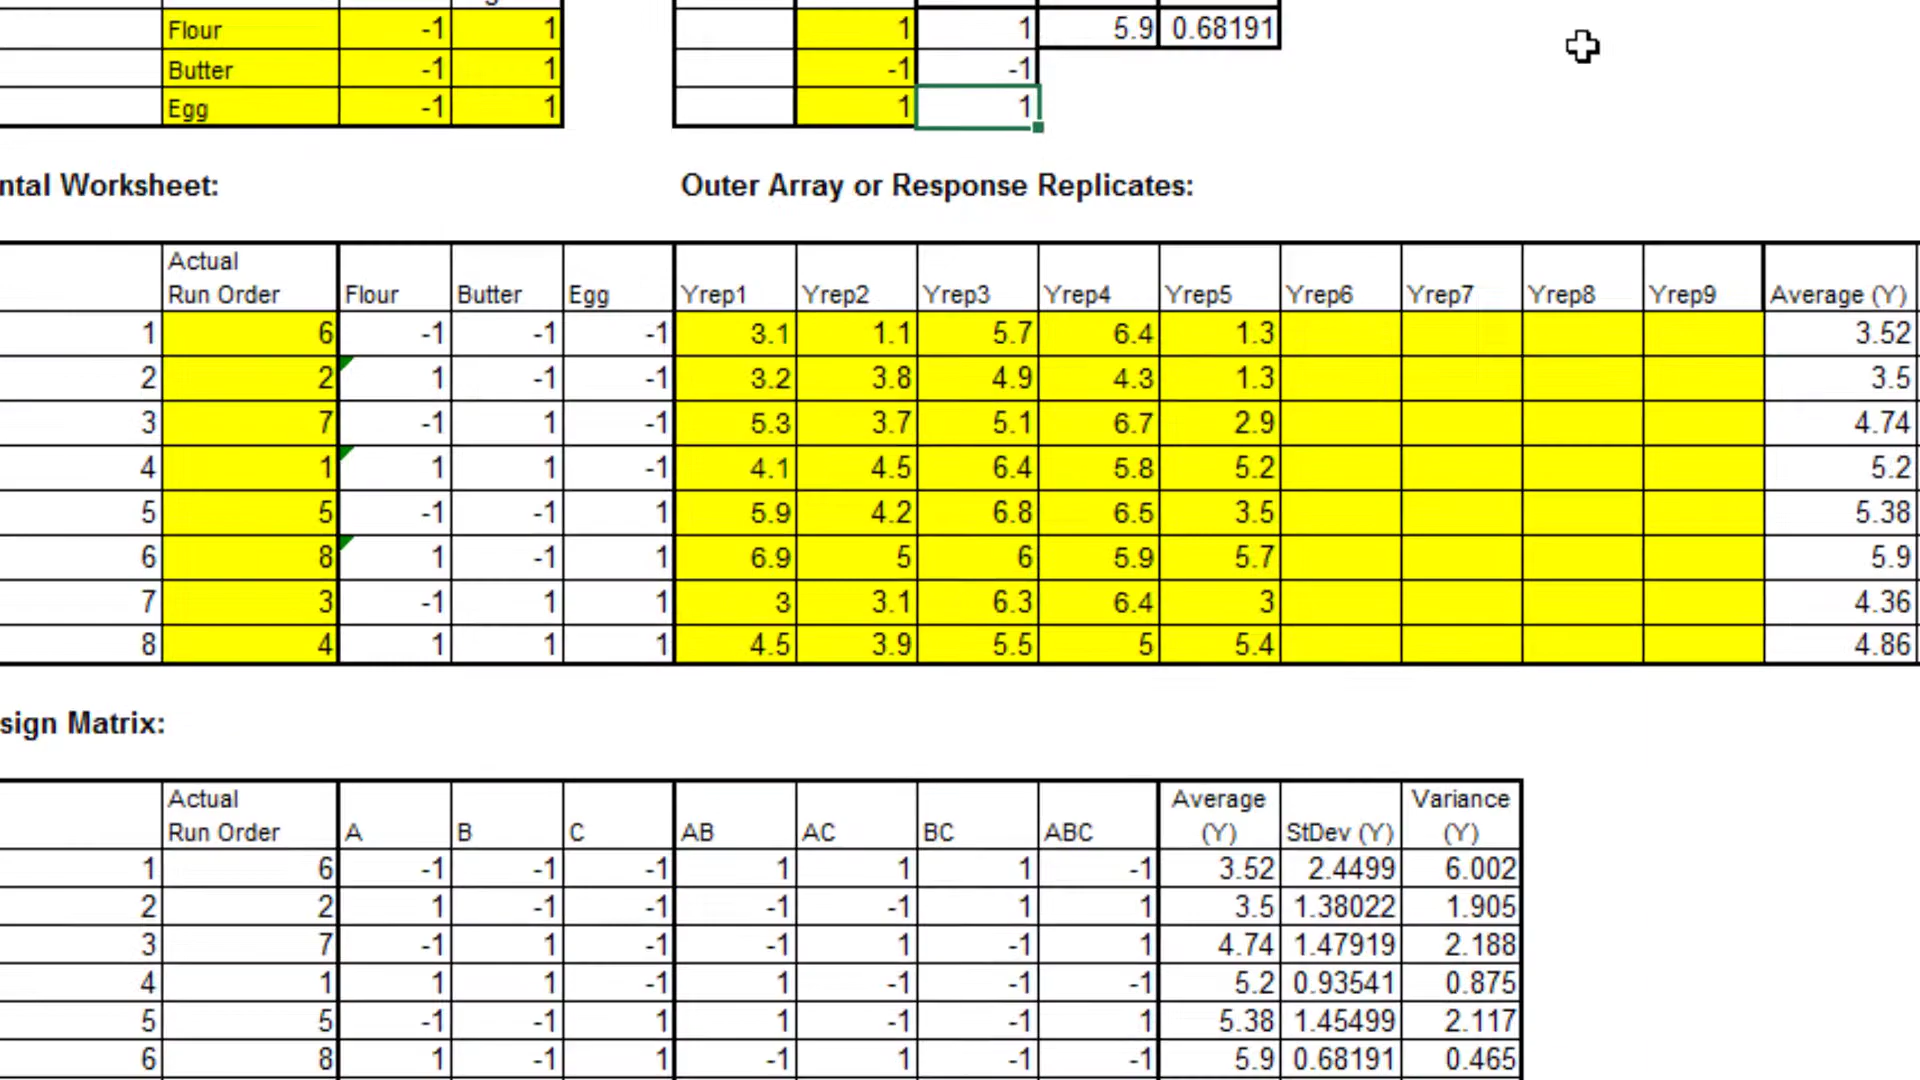 Flour -1 1 1 1 5.9 0.68191
Butter -1 1 -1 -1
Egg -1 1 1 1
ntal Worksheet: Outer Array or Response Replicates:
Actual
Run Order Flour Butter Egg Yrep1 Yrep2 Yrep3 Yrep4 Yrep5 Yrep6 Yrep7 Yrep8 Yrep9 Average (Y)
1 6 -1 -1 -1 3.1 1.1 5.7 6.4 1.3 3.52
2 2 1 -1 -1 3.2 3.8 4.9 4.3 1.3 3.5
3 7 -1 1 -1 5.3 3.7 5.1 6.7 2.9 4.74
4 1 1 1 -1 4.1 4.5 6.4 5.8 5.2 5.2
5 5 -1 -1 1 5.9 4.2 6.8 6.5 3.5 5.38
6 8 1 -1 1 6.9 5 6 5.9 5.7 5.9
7 3 -1 1 1 3 3.1 6.3 6.4 3 4.36
8 4 1 1 1 4.5 3.9 5.5 5 5.4 4.86
sign Matrix:
Actual Average Variance
Run Order A B C AB AC BC ABC (Y) StDev (Y) (Y)
1 6 -1 -1 -1 1 1 1 -1 3.52 2.4499 6.002
2 2 1 -1 -1 -1 -1 1 1 3.5 1.38022 1.905
3 7 -1 1 -1 -1 1 -1 1 4.74 1.47919 2.188
4 1 1 1 -1 1 -1 -1 -1 5.2 0.93541 0.875
5 5 -1 -1 1 1 -1 -1 1 5.38 1.45499 2.117
6 8 1 -1 1 -1 1 -1 -1 5.9 0.68191 0.465